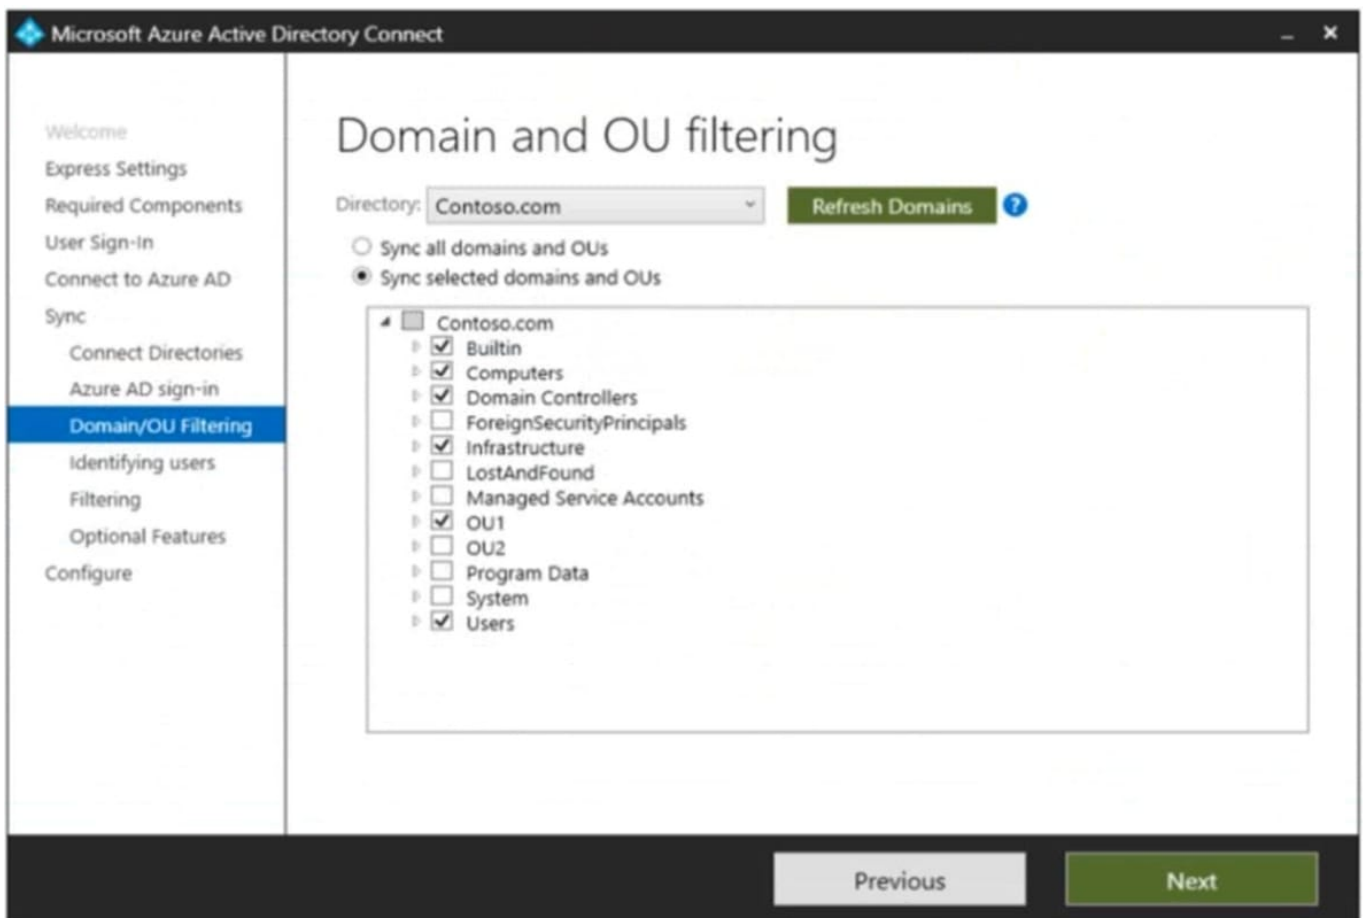 Microsoft Azure Active Directory Connect
Welcome
Express Settings
Required Components
User Sign-In
Connect to Azure AD
Sync
Connect Directories
Azure AD sign-in
Domain/OU Filtering
Identifying users
Filtering
Optional Features
Configure
Domain and OU filtering
Directory: Contoso.com Refresh Domains ?
Sync all domains and OUs
Sync selected domains and OUs
Contoso.com
Builtin
Computers
Domain Controllers
ForeignSecurityPrincipals
Infrastructure
LostAndFound
Managed Service Accounts
OU1
OU2
Program Data
System
Users
Previous Next